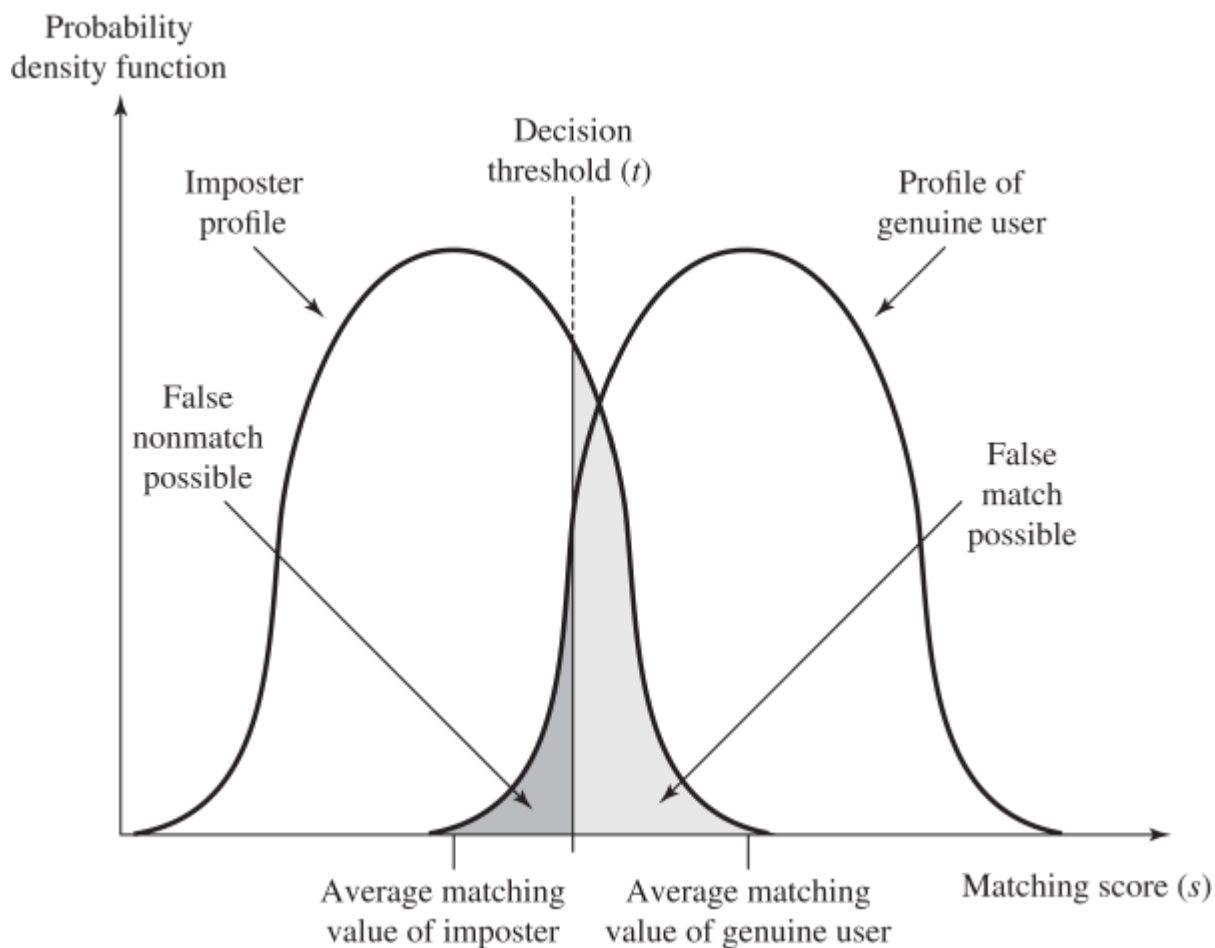 Probability
density function
Decision
threshold (t)
Imposter
profile
Profile of
genuine user
False
nonmatch
possible
False
match
possible
Average matching
value of imposter
Average matching
value of genuine user
Matching score (s)